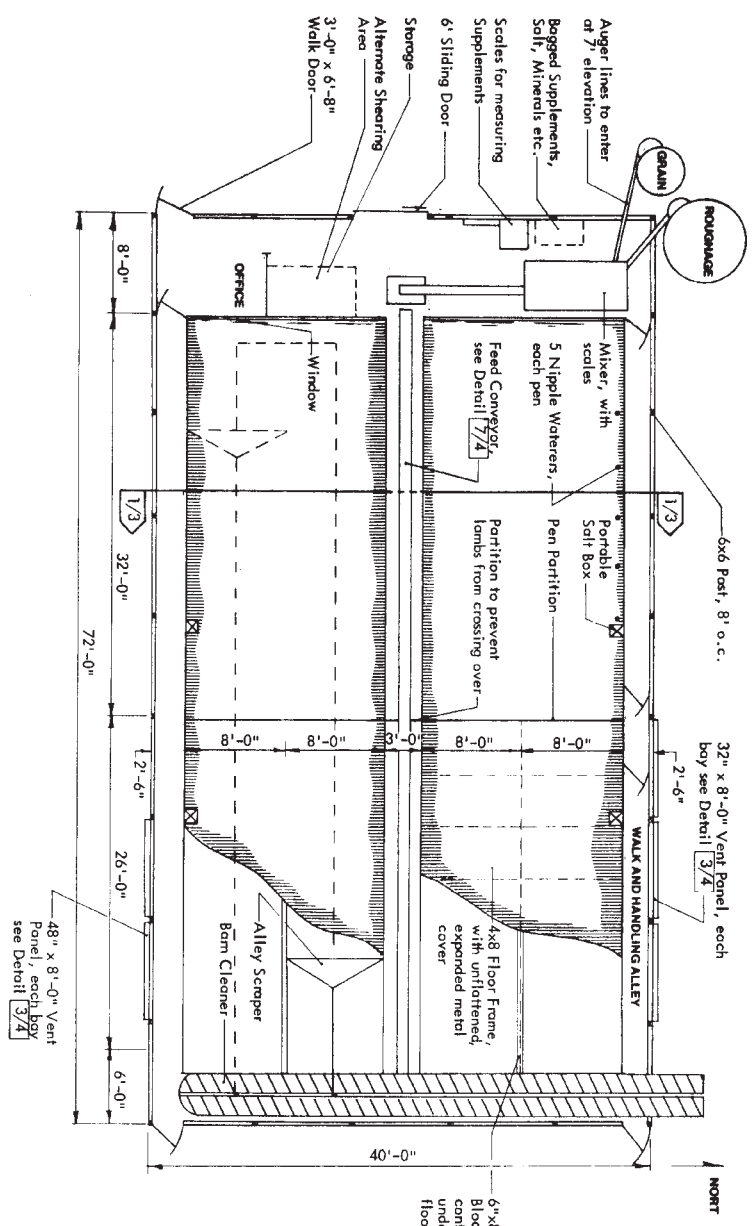 Auger lines to enter
at 7' elevation
Bagged Supplements,
Salt, Minerals etc.
Scales for measuring
Supplements
6' Sliding Door
Storage
Alternate Shearing
Area
3'-0" x 6'-8"
Walk Door
GRAIN
ROUGHAGE
OFFICE
Mixer, with
scales
5 Nipple Waterers,
each pen
Feed Conveyor,
see Detail 7/4
Window
6x6 Post, 8' o.c.
1/3
1/3
Portable
Salt Box
Pen Partition
Partition to prevent
lambs from crossing over
32" x 8'-0" Vent Panel, each
bay see Detail 3/4
2'-6"
8'-0"
8'-0"
3'-0"
8'-0"
8'-0"
2'-6"
WALK AND HANDLING ALLEY
4x8 Floor Frame,
with unflattened,
expanded metal
cover
Alley Scraper
Barn Cleaner
48" x 8'-0" Vent
Panel, each bay
see Detail 3/4
8'-0"
32'-0"
26'-0"
6'-0"
72'-0"
40'-0"
NORT
6"x
Bloc
con
und
floo